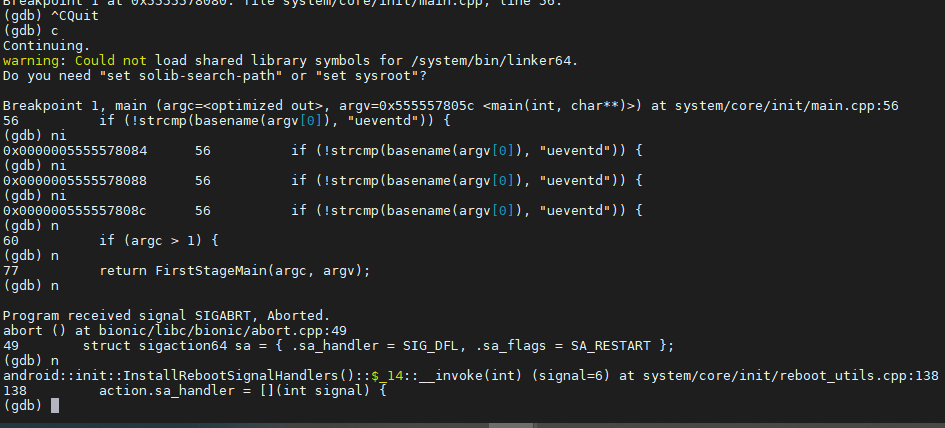 Breakpoint 1 at 0x5555578080: file system/core/init/main.cpp, line 56.
(gdb) ^CQuit
(gdb) c
Continuing.
warning: Could not load shared library symbols for /system/bin/linker64.
Do you need "set solib-search-path" or "set sysroot"?
Breakpoint 1, main (argc=<optimized out>, argv=0x555557805c <main(int, char**)>) at system/core/init/main.cpp:56
56 if (!strcmp(basename(argv[0]), "ueventd")) {
(gdb) ni
0x0000005555578084 56 if (!strcmp(basename(argv[0]), "ueventd")) {
(gdb) ni
0x0000005555578088 56 if (!strcmp(basename(argv[0]), "ueventd")) {
(gdb) ni
0x000000555557808c 56 if (!strcmp(basename(argv[0]), "ueventd")) {
(gdb) n
60 if (argc > 1) {
(gdb) n
77 return FirstStageMain(argc, argv);
(gdb) n
Program received signal SIGABRT, Aborted.
abort () at bionic/libc/bionic/abort.cpp:49
49 struct sigaction64 sa = { .sa_handler = SIG_DFL, .sa_flags = SA_RESTART };
(gdb) n
android::init::InstallRebootSignalHandlers()::$_14::__invoke(int) (signal=6) at system/core/init/reboot_utils.cpp:138
138 action.sa_handler = [](int signal) {
(gdb)